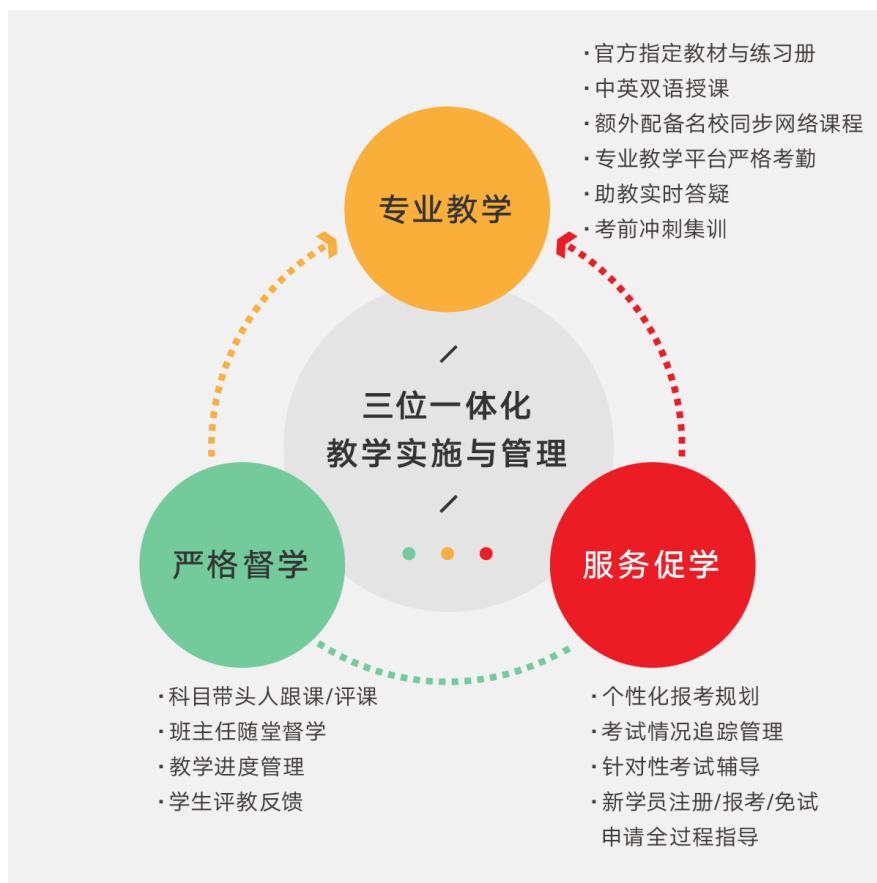 ·官方指定教材与练习册
·中英双语授课
·额外配备名校同步网络课程
·专业教学平台严格考勤
·助教实时答疑
·考前冲刺集训
专业教学
三位一体化
教学实施与管理
严格督学
服务促学
·科目带头人跟课/评课
·班主任随堂督学
·教学进度管理
·学生评教反馈
·个性化报考规划
·考试情况追踪管理
·针对性考试辅导
·新学员注册/报考/免试
申请全过程指导